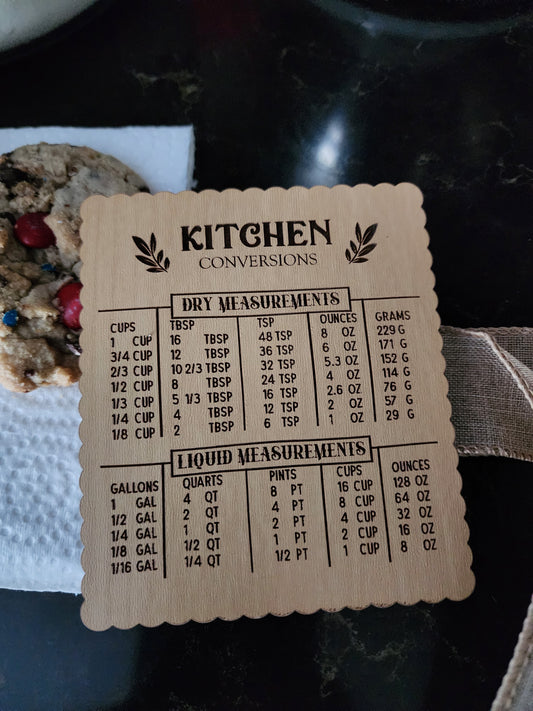 KITCHEN
CONVERSIONS
DRY MEASUREMENTS
CUPS TBSP TSP OUNCES GRAMS
1 CUP 16 TBSP 48 TSP 8 OZ 229 G
3/4 CUP 12 TBSP 36 TSP 6 OZ 171 G
2/3 CUP 10 2/3 TBSP 32 TSP 5.3 OZ 152 G
1/2 CUP 8 TBSP 24 TSP 4 OZ 114 G
1/3 CUP 5 1/3 TBSP 16 TSP 2.6 OZ 76 G
1/4 CUP 4 TBSP 12 TSP 2 OZ 57 G
1/8 CUP 2 TBSP 6 TSP 1 OZ 29 G
LIQUID MEASUREMENTS
GALLONS QUARTS PINTS CUPS OUNCES
1 GAL 4 QT 8 PT 16 CUP 128 OZ
1/2 GAL 2 QT 4 PT 8 CUP 64 OZ
1/4 GAL 1 QT 2 PT 4 CUP 32 OZ
1/8 GAL 1/2 QT 1 PT 2 CUP 16 OZ
1/16 GAL 1/4 QT 1/2 PT 1 CUP 8 OZ